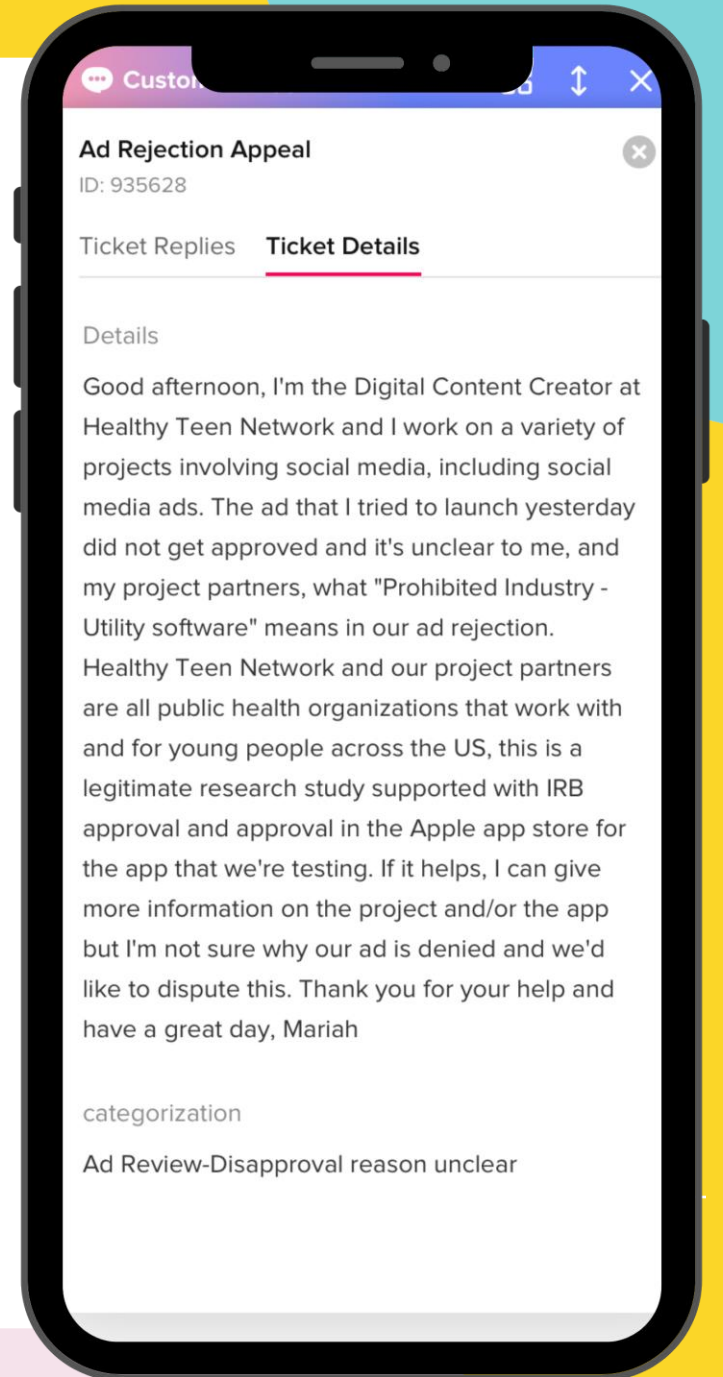 Ad Rejection Appeal
ID: 935628
Ticket Replies Ticket Details
Details
Good afternoon, I'm the Digital Content Creator at
Healthy Teen Network and I work on a variety of
projects involving social media, including social
media ads. The ad that I tried to launch yesterday
did not get approved and it's unclear to me, and
my project partners, what "Prohibited Industry -
Utility software" means in our ad rejection.
Healthy Teen Network and our project partners
are all public health organizations that work with
and for young people across the US, this is a
legitimate research study supported with IRB
approval and approval in the Apple app store for
the app that we're testing. If it helps, I can give
more information on the project and/or the app
but I'm not sure why our ad is denied and we'd
like to dispute this. Thank you for your help and
have a great day, Mariah
categorization
Ad Review-Disapproval reason unclear